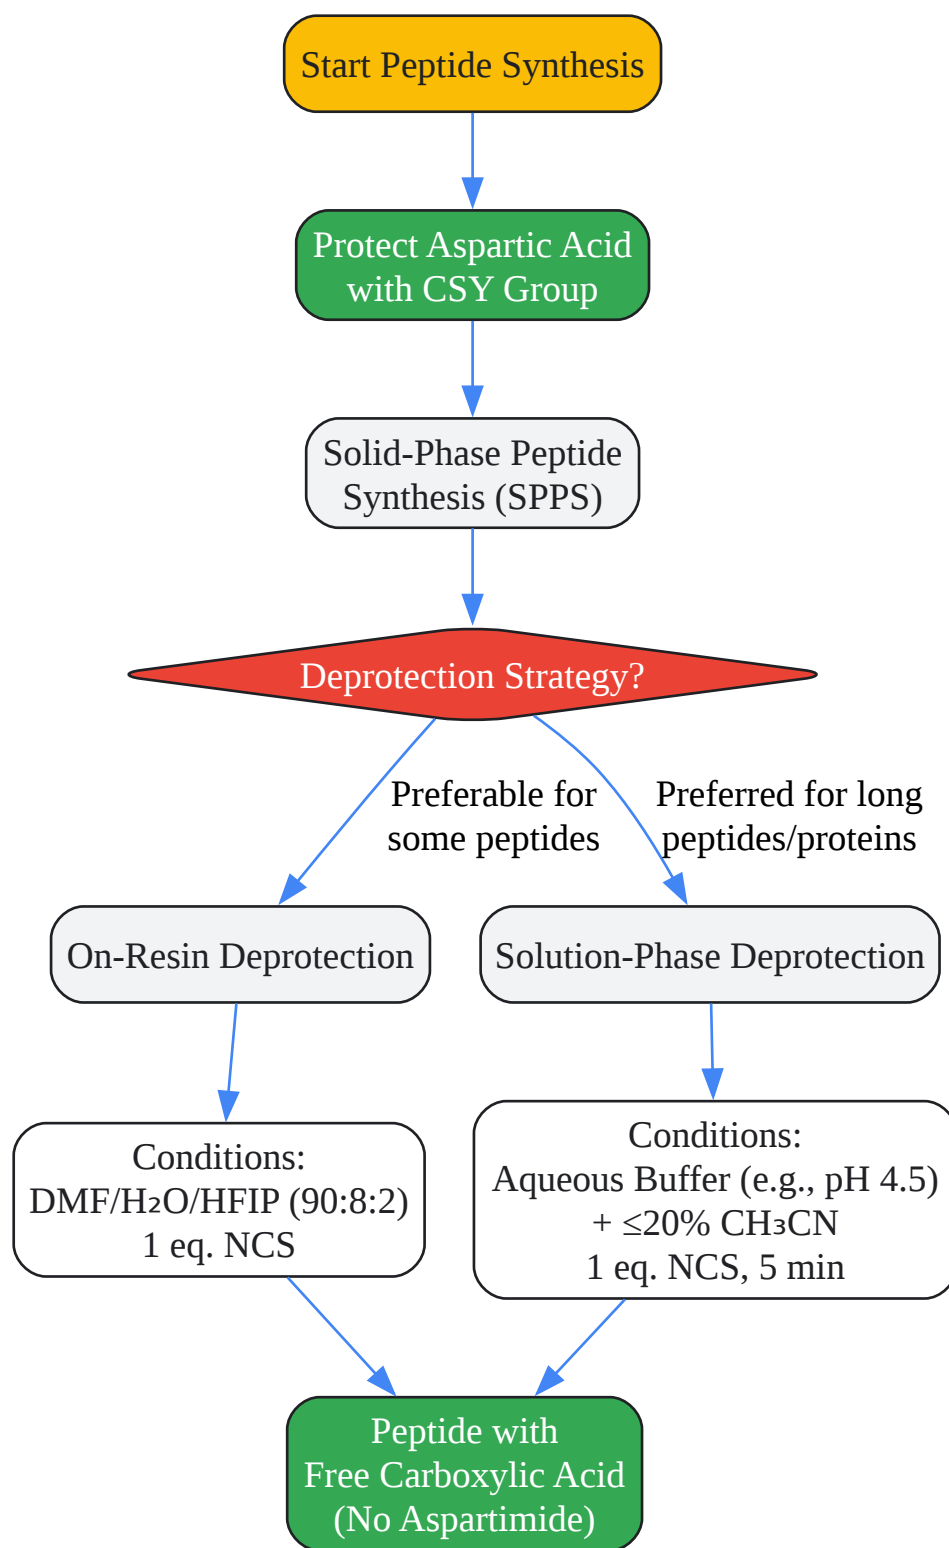 Start Peptide Synthesis
Protect Aspartic Acid
with CSY Group
Solid-Phase Peptide
Synthesis (SPPS)
Deprotection Strategy?
Preferable for
some peptides
Preferred for long
peptides/proteins
On-Resin Deprotection
Solution-Phase Deprotection
Conditions:
DMF/H₂O/HFIP (90:8:2)
1 eq. NCS
Conditions:
Aqueous Buffer (e.g., pH 4.5)
+ ≤20% CH₃CN
1 eq. NCS, 5 min
Peptide with
Free Carboxylic Acid
(No Aspartimide)